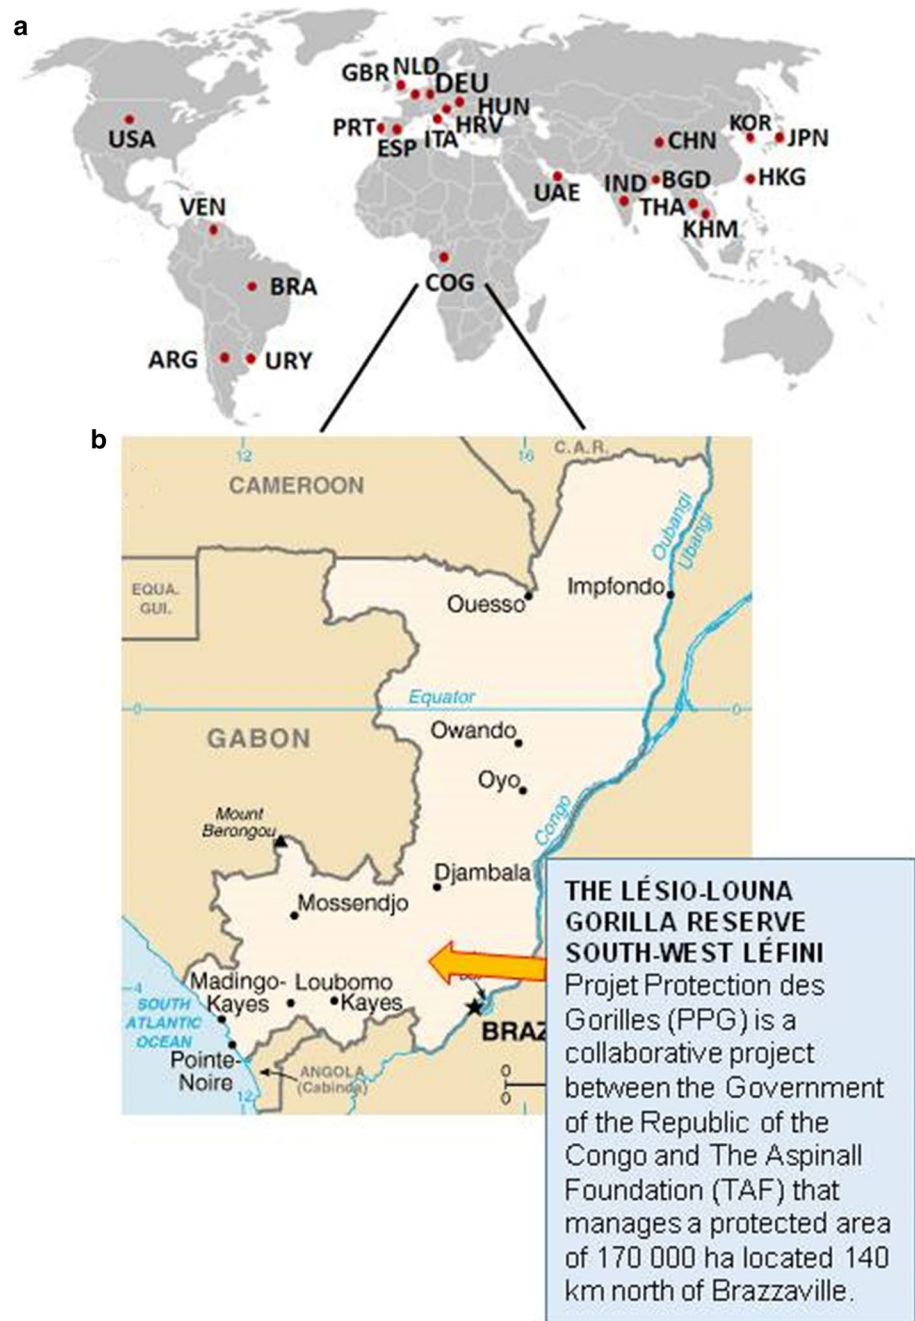 a
GBR NLD DEU
HUN
PRT ESP ITA HRV
USA
CHN
KOR JPN
UAE IND BGD HKG
THA
KHM
VEN
COG
BRA
ARG URY
b
12 16 C.A.R.
CAMEROON
Oubangi
Ubangi
EQUA.
GUI.
Ouesso
Impfondo
Equator
0 0
GABON
Owando
Oyo
Congo
Mount
Berongou
Djambala
Mossendjo
4
Madingo-
Kayes
Loubomo
Kayes
SOUTH
ATLANTIC
OCEAN
BRAZ
Pointe-
Noire
ANGOLA
(Cabinda)
12
0
0
THE LÉSIO-LOUNA
GORILLA RESERVE
SOUTH-WEST LÉFINI
Projet Protection des
Gorilles (PPG) is a
collaborative project
between the Government
of the Republic of the
Congo and The Aspinall
Foundation (TAF) that
manages a protected area
of 170 000 ha located 140
km north of Brazzaville.